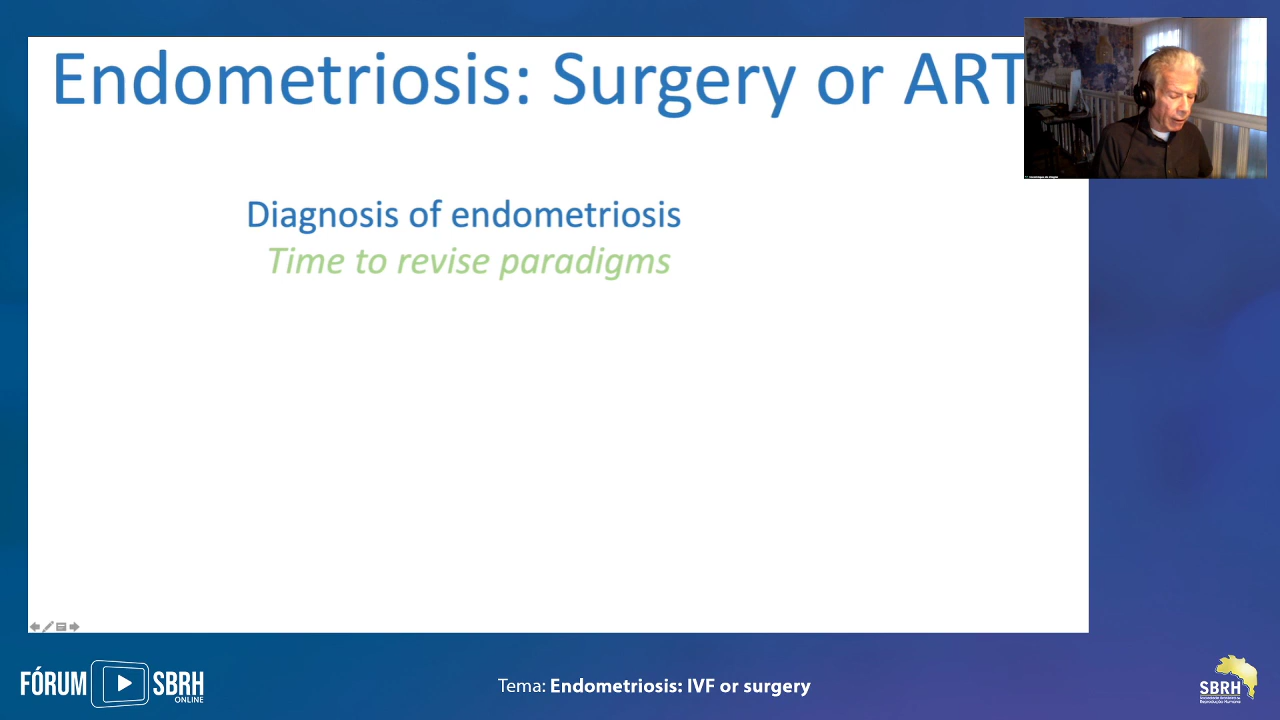 Endometriosis: Surgery or ART
Diagnosis of endometriosis
Time to revise paradigms
FÓRUM SBRH
ONLINE
Tema: Endometriosis: IVF or surgery
SBRH